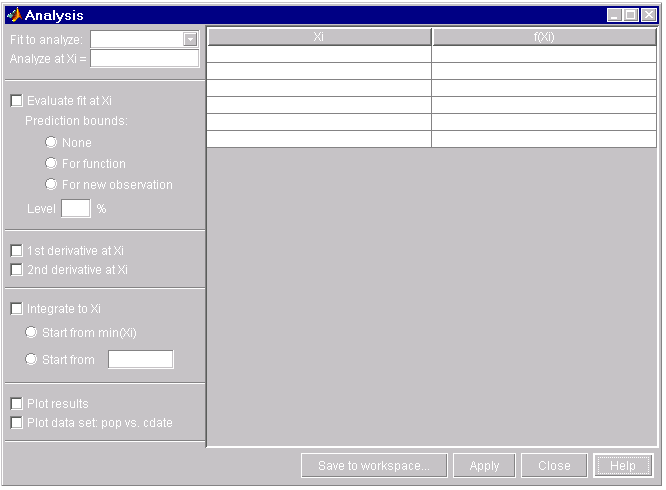 Analysis
Fit to analyze:
Analyze at Xi =
Xi f(Xi)
Evaluate fit at Xi
Prediction bounds:
None
For function
For new observation
Level %
1st derivative at Xi
2nd derivative at Xi
Integrate to Xi
Start from min(Xi)
Start from
Plot results
Plot data set: pop vs. cdate
Save to workspace... Apply Close Help